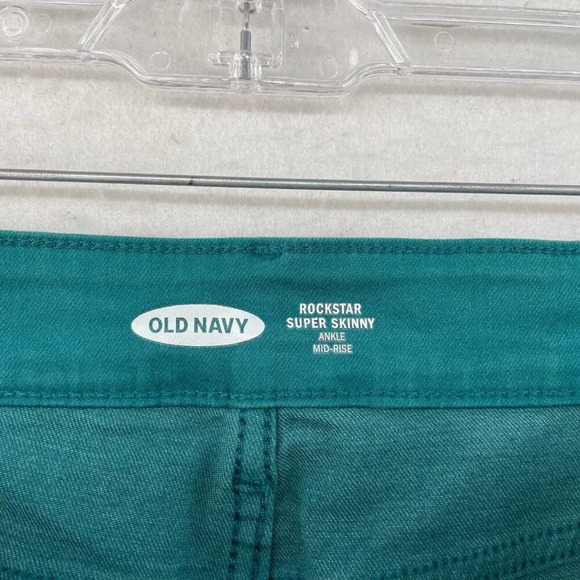 OLD NAVY
ROCKSTAR
SUPER SKINNY
ANKLE
MID-RISE